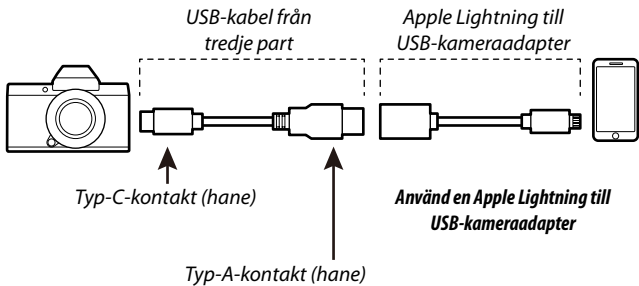 USB-kabel från
tredje part
Apple Lightning till
USB-kameraadapter
Typ-C-kontakt (hane)
Använd en Apple Lightning till
USB-kameraadapter
Typ-A-kontakt (hane)